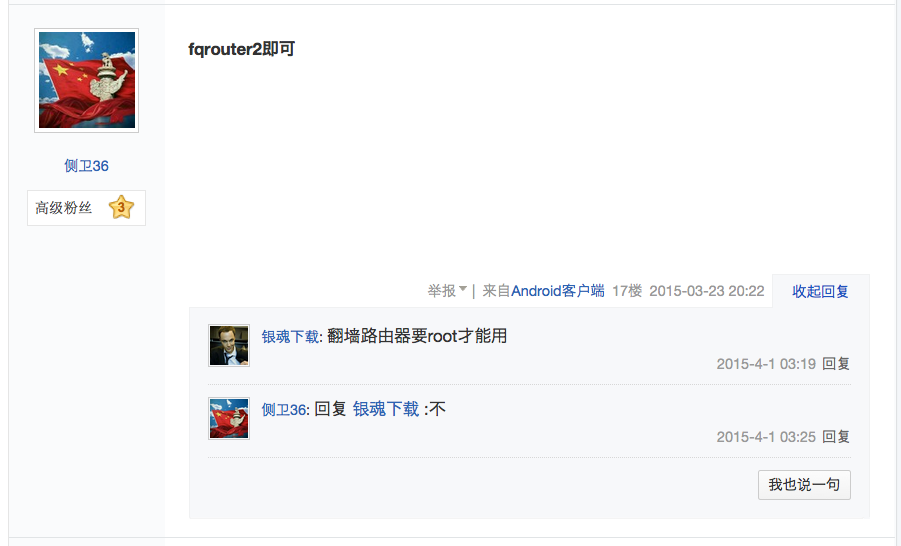 fqrouter2即可
侧卫36
高级粉丝 3
举报 | 来自Android客户端 17楼 2015-03-23 20:22 收起回复
银魂下载: 翻墙路由器要root才能用
2015-4-1 03:19 回复
侧卫36: 回复 银魂下载 :不
2015-4-1 03:25 回复
我也说一句